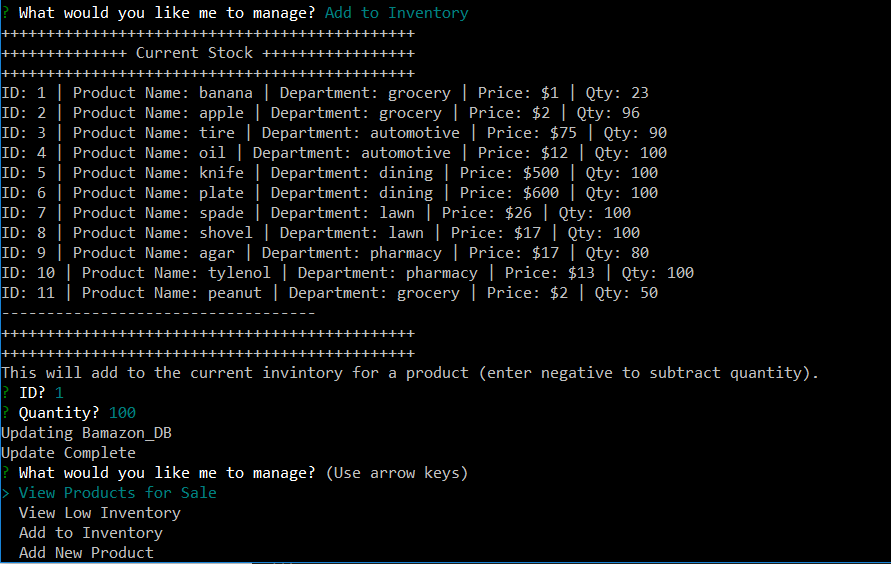 ? What would you like me to manage? Add to Inventory
++++++++++++++++++++++++++++++++++++++++++++++
++++++++++++++ Current Stock +++++++++++++++++
++++++++++++++++++++++++++++++++++++++++++++++
ID: 1 | Product Name: banana | Department: grocery | Price: $1 | Qty: 23
ID: 2 | Product Name: apple | Department: grocery | Price: $2 | Qty: 96
ID: 3 | Product Name: tire | Department: automotive | Price: $75 | Qty: 90
ID: 4 | Product Name: oil | Department: automotive | Price: $12 | Qty: 100
ID: 5 | Product Name: knife | Department: dining | Price: $500 | Qty: 100
ID: 6 | Product Name: plate | Department: dining | Price: $600 | Qty: 100
ID: 7 | Product Name: spade | Department: lawn | Price: $26 | Qty: 100
ID: 8 | Product Name: shovel | Department: lawn | Price: $17 | Qty: 100
ID: 9 | Product Name: agar | Department: pharmacy | Price: $17 | Qty: 80
ID: 10 | Product Name: tylenol | Department: pharmacy | Price: $13 | Qty: 100
ID: 11 | Product Name: peanut | Department: grocery | Price: $2 | Qty: 50
-----------------------------------
++++++++++++++++++++++++++++++++++++++++++++++
++++++++++++++++++++++++++++++++++++++++++++++
This will add to the current invintory for a product (enter negative to subtract quantity).
? ID? 1
? Quantity? 100
Updating Bamazon_DB
Update Complete
? What would you like me to manage? (Use arrow keys)
> View Products for Sale
View Low Inventory
Add to Inventory
Add New Product